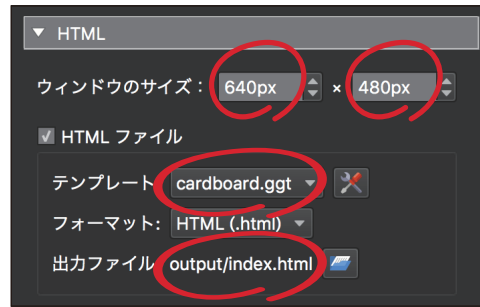 ▼ HTML
ウィンドウのサイズ： 640px × 480px
HTML ファイル
テンプレート cardboard.ggt
フォーマット: HTML (.html)
出力ファイル output/index.html